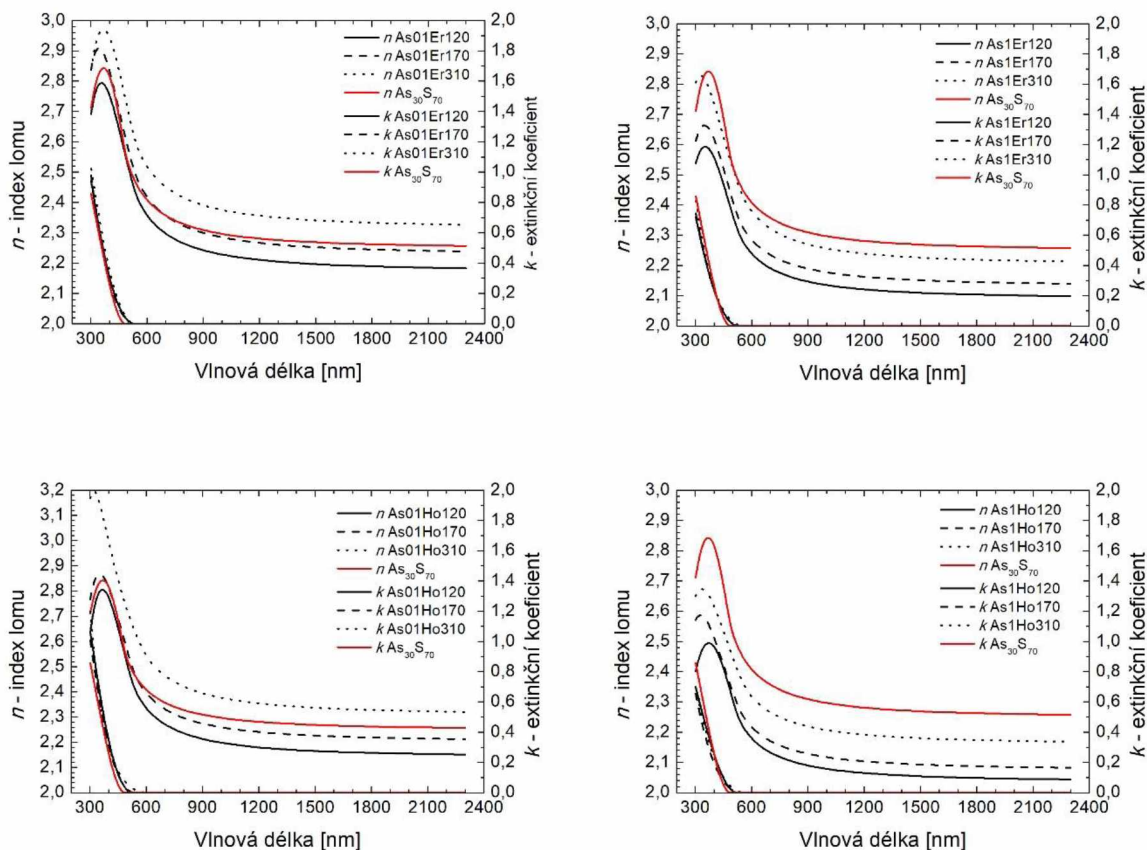 3,0
2,9
2,8
2,7
2,6
2,5
2,4
2,3
2,2
2,1
2,0
n - index lomu
n As01Er120
n As01Er170
n As01Er310
n As30S70
k As01Er120
k As01Er170
k As01Er310
k As30S70
2,0
1,8
1,6
1,4
1,2
1,0
0,8
0,6
0,4
0,2
0,0
k - extinkční koeficient
300 600 900 1200 1500 1800 2100 2400
Vlnová délka [nm]
3,0
2,9
2,8
2,7
2,6
2,5
2,4
2,3
2,2
2,1
2,0
n - index lomu
n As1Er120
n As1Er170
n As1Er310
n As30S70
k As1Er120
k As1Er170
k As1Er310
k As30S70
2,0
1,8
1,6
1,4
1,2
1,0
0,8
0,6
0,4
0,2
0,0
k - extinkční koeficient
300 600 900 1200 1500 1800 2100 2400
Vlnová délka [nm]
3,2
3,1
3,0
2,9
2,8
2,7
2,6
2,5
2,4
2,3
2,2
2,1
2,0
n - index lomu
n As01Ho120
n As01Ho170
n As01Ho310
n As30S70
k As01Ho120
k As01Ho170
k As01Ho310
k As30S70
2,0
1,8
1,6
1,4
1,2
1,0
0,8
0,6
0,4
0,2
0,0
k - extinkční koeficient
300 600 900 1200 1500 1800 2100 2400
Vlnová délka [nm]
3,0
2,9
2,8
2,7
2,6
2,5
2,4
2,3
2,2
2,1
2,0
n - index lomu
n As1Ho120
n As1Ho170
n As1Ho310
n As30S70
k As1Ho120
k As1Ho170
k As1Ho310
k As30S70
2,0
1,8
1,6
1,4
1,2
1,0
0,8
0,6
0,4
0,2
0,0
k - extinkční koeficient
300 600 900 1200 1500 1800 2100 2400
Vlnová délka [nm]